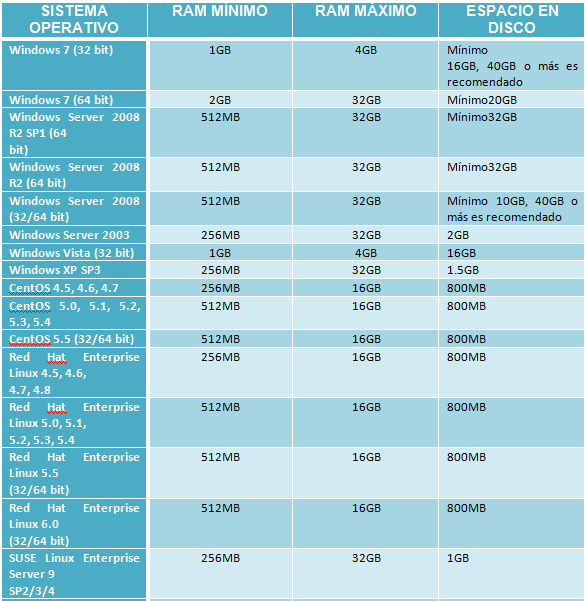 SISTEMA OPERATIVO RAM MÍNIMO RAM MÁXIMO ESPACIO EN DISCO
Windows 7 (32 bit) 1GB 4GB Mínimo
16GB, 40GB o más es
recomendado
Windows 7 (64 bit) 2GB 32GB Mínimo20GB
Windows Server 2008 512MB 32GB Mínimo32GB
R2 SP1 (64
bit)
Windows Server 2008 512MB 32GB Mínimo32GB
R2 (64 bit)
Windows Server 2008 512MB 32GB Mínimo 10GB, 40GB o
(32/64 bit) más es recomendado
Windows Server 2003 256MB 32GB 2GB
Windows Vista (32 bit) 1GB 4GB 16GB
Windows XP SP3 256MB 32GB 1.5GB
CentOS 4.5, 4.6, 4.7 256MB 16GB 800MB
CentOS 5.0, 5.1, 5.2, 512MB 16GB 800MB
5.3, 5.4
CentOS 5.5 (32/64 bit) 512MB 16GB 800MB
Red Hat Enterprise 256MB 16GB 800MB
Linux 4.5, 4.6,
4.7, 4.8
Red Hat Enterprise 512MB 16GB 800MB
Linux 5.0, 5.1,
5.2, 5.3, 5.4
Red Hat Enterprise 512MB 16GB 800MB
Linux 5.5
(32/64 bit)
Red Hat Enterprise 512MB 16GB 800MB
Linux 6.0
(32/64 bit)
SUSE Linux Enterprise 256MB 32GB 1GB
Server 9
SP2/3/4